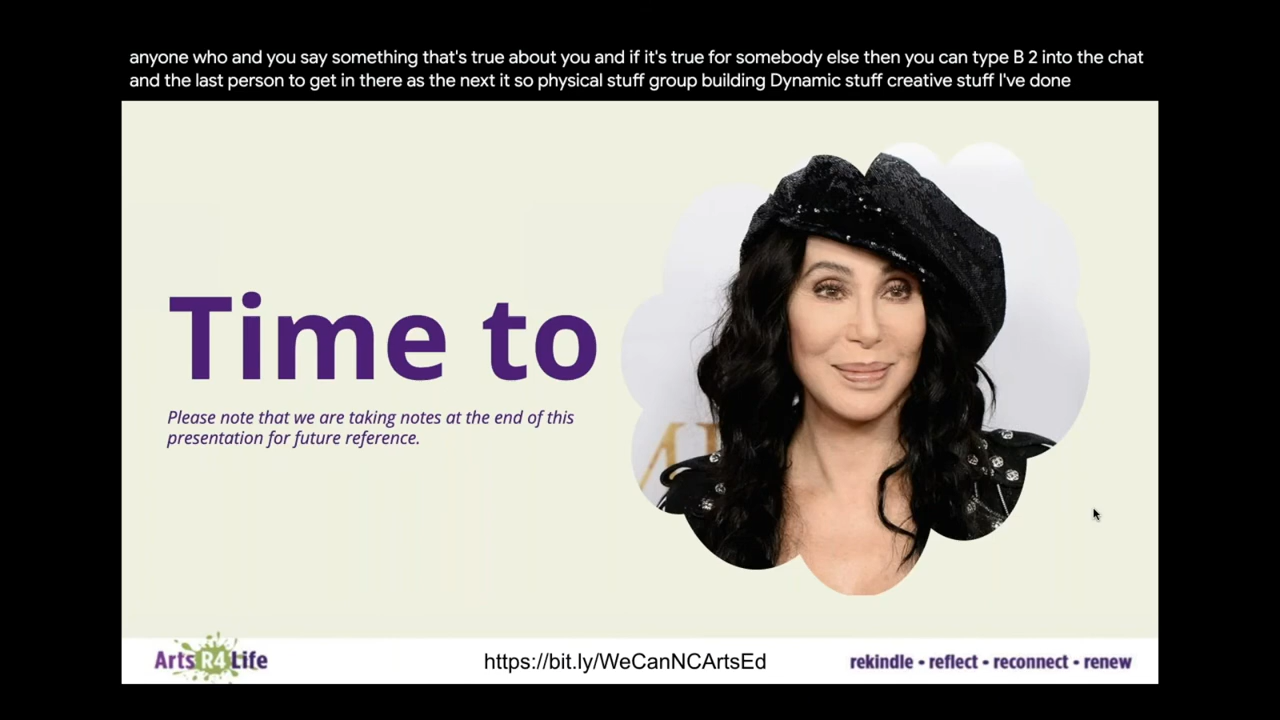 anyone who and you say something that's true about you and if it's true for somebody else then you can type B 2 into the chat
and the last person to get in there as the next it so physical stuff group building Dynamic stuff creative stuff I've done
Time to
Please note that we are taking notes at the end of this
presentation for future reference.
Arts R4 Life
https://bit.ly/WeCanNCArtsEd
rekindle • reflect • reconnect • renew